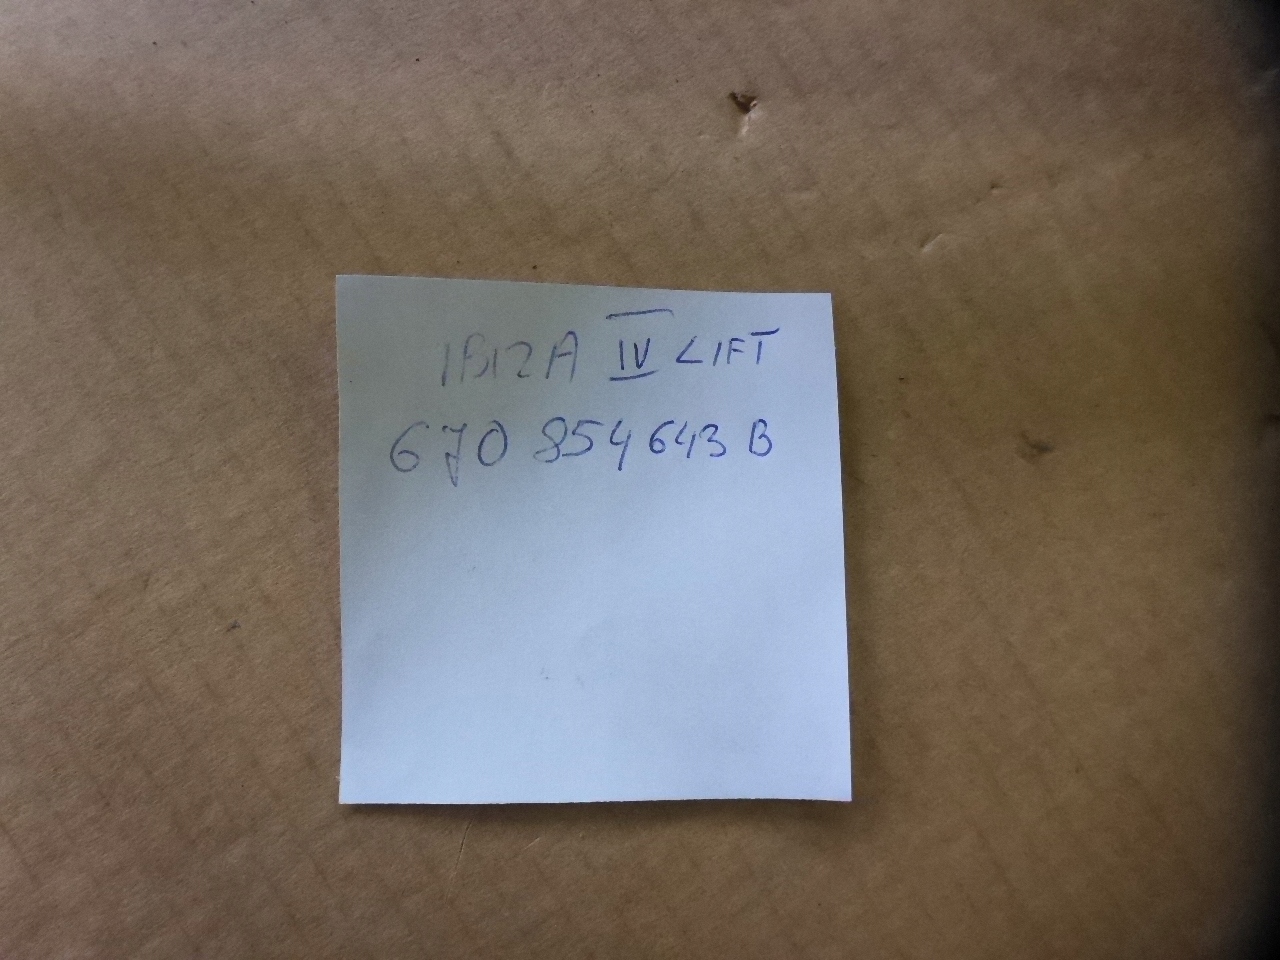 IBIZA IV LIFT
6J0 854 643 B